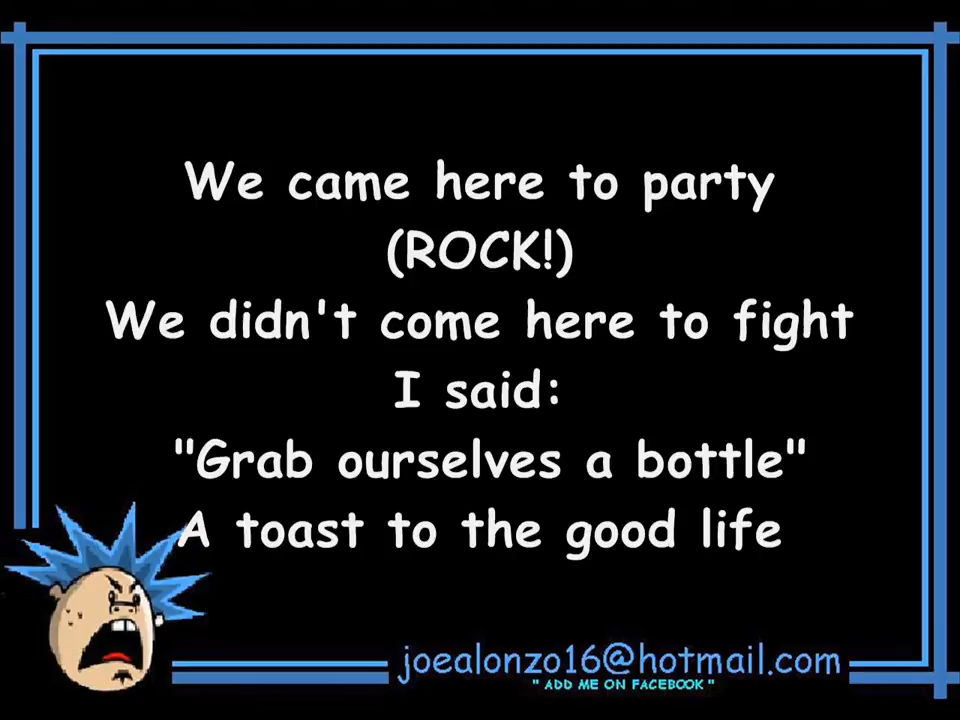 We came here to party
(ROCK!)
We didn't come here to fight
I said:
"Grab ourselves a bottle"
A toast to the good life
joealonzo16@hotmail.com
" ADD ME ON FACEBOOK "